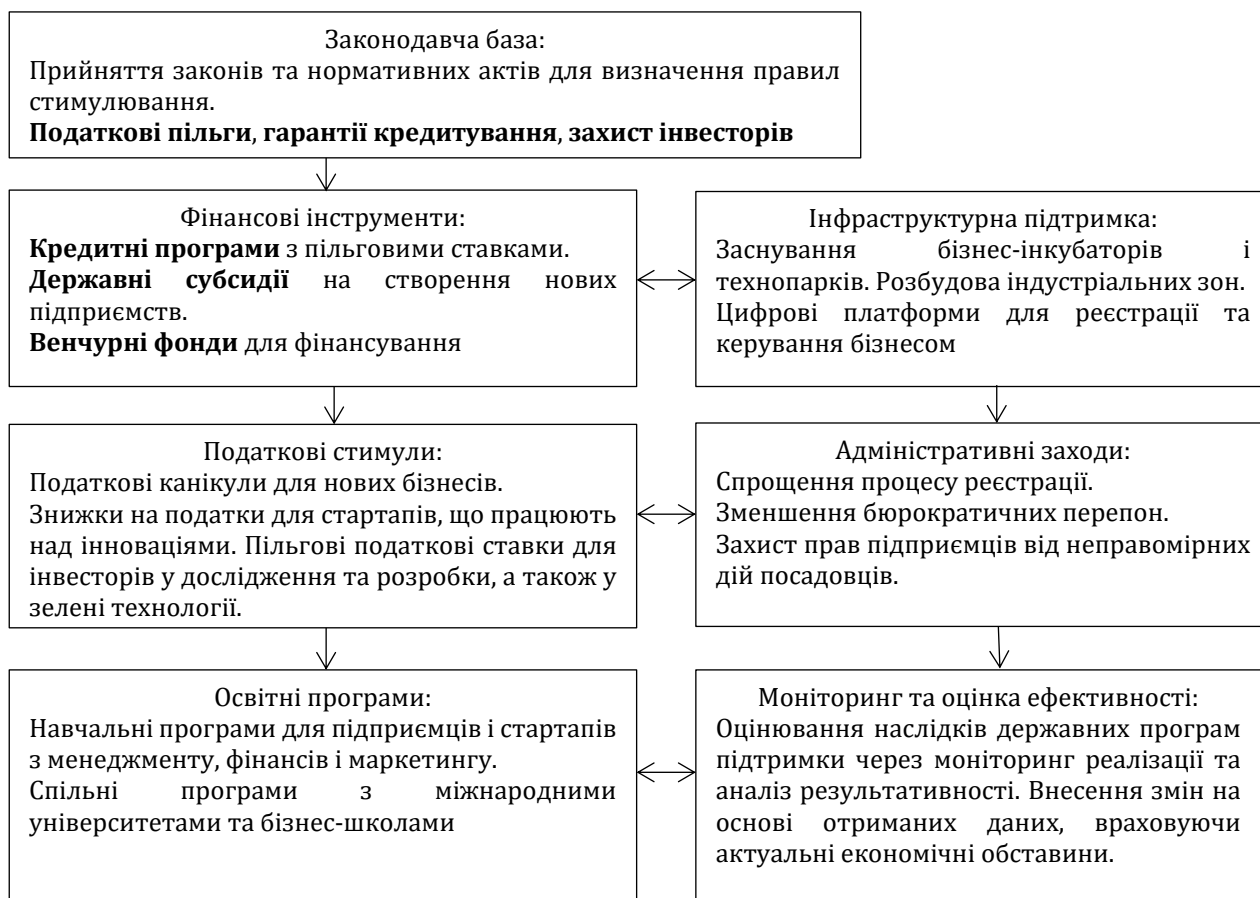 Законодавча база:
Прийняття законів та нормативних актів для визначення правил
стимулювання.
Податкові пільги, гарантії кредитування, захист інвесторів
Фінансові інструменти:
Кредитні програми з пільговими ставками.
Державні субсидії на створення нових
підприємств.
Венчурні фонди для фінансування
Інфраструктурна підтримка:
Заснування бізнес-інкубаторів і
технопарків. Розбудова індустріальних зон.
Цифрові платформи для реєстрації та
керування бізнесом
Податкові стимули:
Податкові канікули для нових бізнесів.
Знижки на податки для стартапів, що працюють
над інноваціями. Пільгові податкові ставки для
інвесторів у дослідження та розробки, а також у
зелені технології.
Адміністративні заходи:
Спрощення процесу реєстрації.
Зменшення бюрократичних перепон.
Захист прав підприємців від неправомірних
дій посадовців.
Освітні програми:
Навчальні програми для підприємців і стартапів
з менеджменту, фінансів і маркетингу.
Спільні програми з міжнародними
університетами та бізнес-школами
Моніторинг та оцінка ефективності:
Оцінювання наслідків державних програм
підтримки через моніторинг реалізації та
аналіз результативності. Внесення змін на
основі отриманих даних, враховуючи
актуальні економічні обставини.